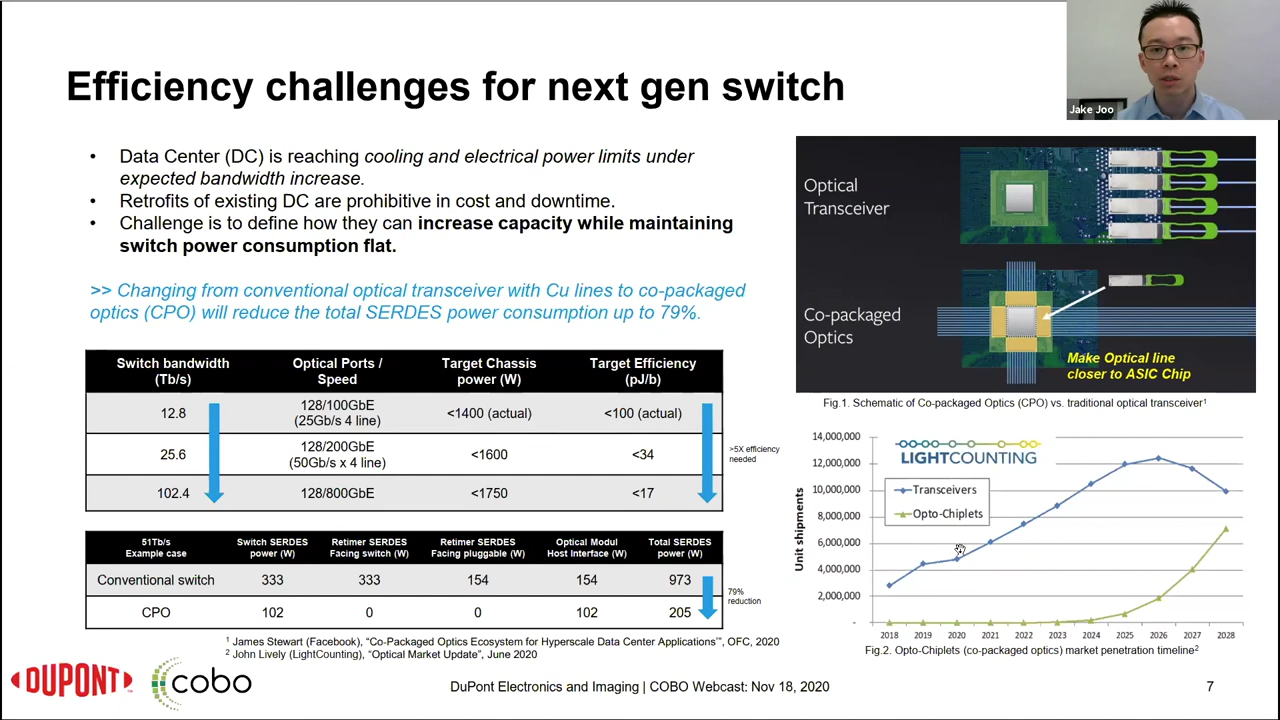 Efficiency challenges for next gen switch
Jake Joo
• Data Center (DC) is reaching cooling and electrical power limits under
expected bandwidth increase.
• Retrofits of existing DC are prohibitive in cost and downtime.
• Challenge is to define how they can increase capacity while maintaining
switch power consumption flat.
>> Changing from conventional optical transceiver with Cu lines to co-packaged
optics (CPO) will reduce the total SERDES power consumption up to 79%.
Switch bandwidth (Tb/s) Optical Ports / Speed Target Chassis power (W) Target Efficiency (pJ/b)
12.8 128/100GbE (25Gb/s 4 line) <1400 (actual) <100 (actual)
25.6 128/200GbE (50Gb/s x 4 line) <1600 <34
102.4 128/800GbE <1750 <17
>5X efficiency
needed
51Tb/s Example case Switch SERDES power (W) Retimer SERDES Facing switch (W) Retimer SERDES Facing pluggable (W) Optical Modul Host Interface (W) Total SERDES power (W)
Conventional switch 333 333 154 154 973
CPO 102 0 0 102 205
79%
reduction
1 James Stewart (Facebook), “Co-Packaged Optics Ecosystem for Hyperscale Data Center Applications'”, OFC, 2020
2 John Lively (LightCounting), “Optical Market Update”, June 2020
Optical
Transceiver
Co-packaged
Optics
Make Optical line
closer to ASIC Chip
Fig.1. Schematic of Co-packaged Optics (CPO) vs. traditional optical transceiver1
LIGHTCOUNTING
Transceivers
Opto-Chiplets
Unit shipments
14,000,000
12,000,000
10,000,000
8,000,000
6,000,000
4,000,000
2,000,000
-
2018 2019 2020 2021 2022 2023 2024 2025 2026 2027 2028
Fig.2. Opto-Chiplets (co-packaged optics) market penetration timeline2
DUPONT
cobo
DuPont Electronics and Imaging | COBO Webcast: Nov 18, 2020
7